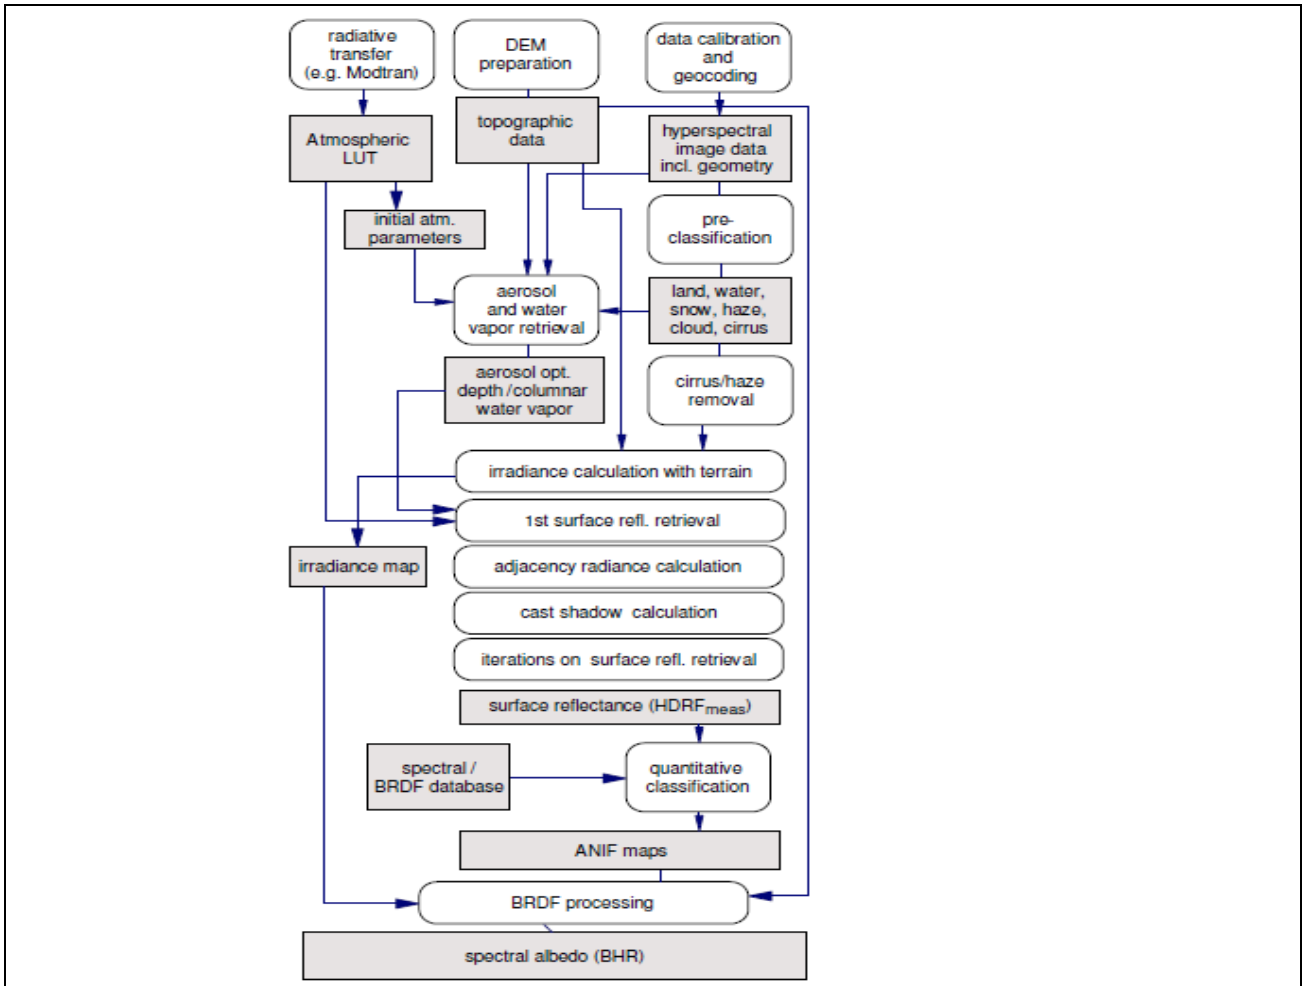 radiative
transfer
(e.g. Modtran)
DEM
preparation
data calibration
and
geocoding
Atmospheric
LUT
topographic
data
hyperspectral
image data
incl. geometry
initial atm.
parameters
pre-
classification
aerosol
and water
vapor retrieval
land, water,
snow, haze,
cloud, cirrus
aerosol opt.
depth/columnar
water vapor
cirrus/haze
removal
irradiance calculation with terrain
1st surface refl. retrieval
irradiance map
adjacency radiance calculation
cast shadow calculation
iterations on surface refl. retrieval
surface reflectance (HDRFmeas)
spectral /
BRDF database
quantitative
classification
ANIF maps
BRDF processing
spectral albedo (BHR)